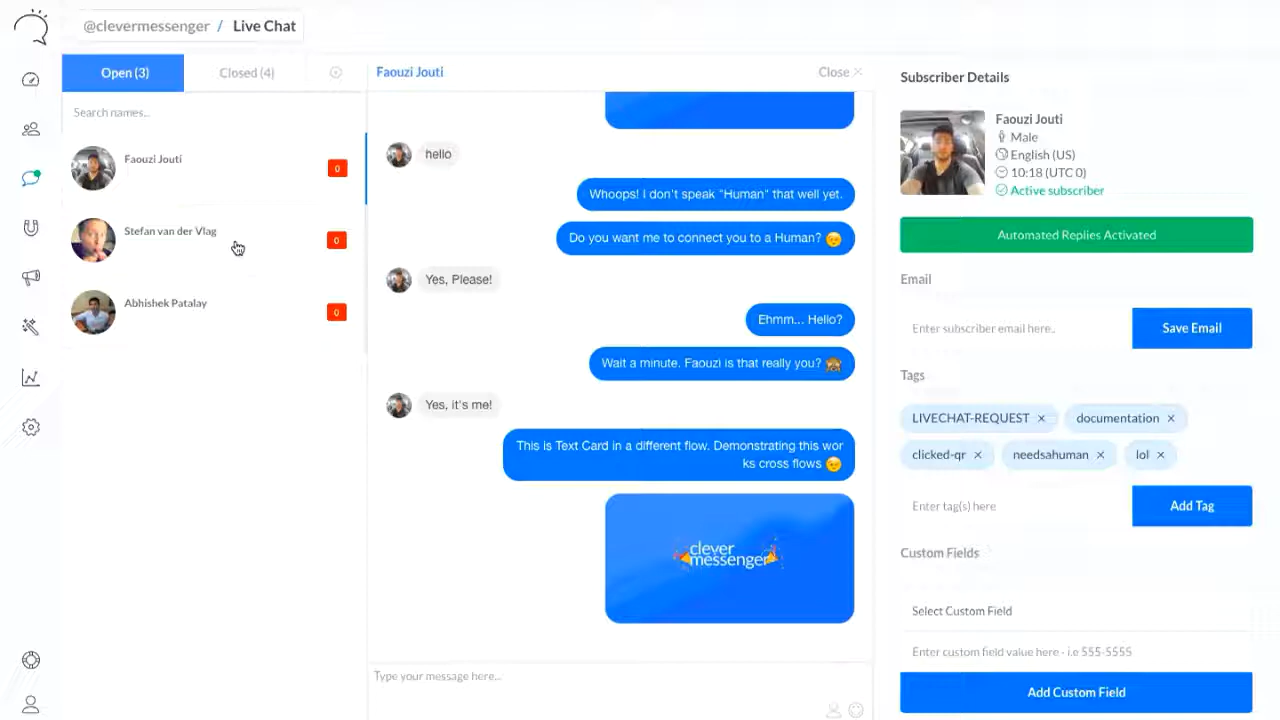 @clevermessenger / Live Chat
Open (3)
Closed (4)
Search names...
Faouzi Jouti
0
Stefan van der Vlag
0
Abhishek Patalay
0
Faouzi Jouti
Close ×
hello
Whoops! I don't speak "Human" that well yet.
Do you want me to connect you to a Human? 😉
Yes, Please!
Ehmm... Hello?
Wait a minute. Faouzi is that really you? 🙈
Yes, it's me!
This is Text Card in a different flow. Demonstrating this wor
ks cross flows 😉
clever
messenger
Type your message here...
Subscriber Details
Faouzi Jouti
Male
English (US)
10:18 (UTC 0)
Active subscriber
Automated Replies Activated
Email
Enter subscriber email here..
Save Email
Tags
LIVECHAT-REQUEST ×
documentation ×
clicked-qr ×
needsahuman ×
lol ×
Enter tag(s) here
Add Tag
Custom Fields
Select Custom Field
Enter custom field value here - i.e 555-5555
Add Custom Field